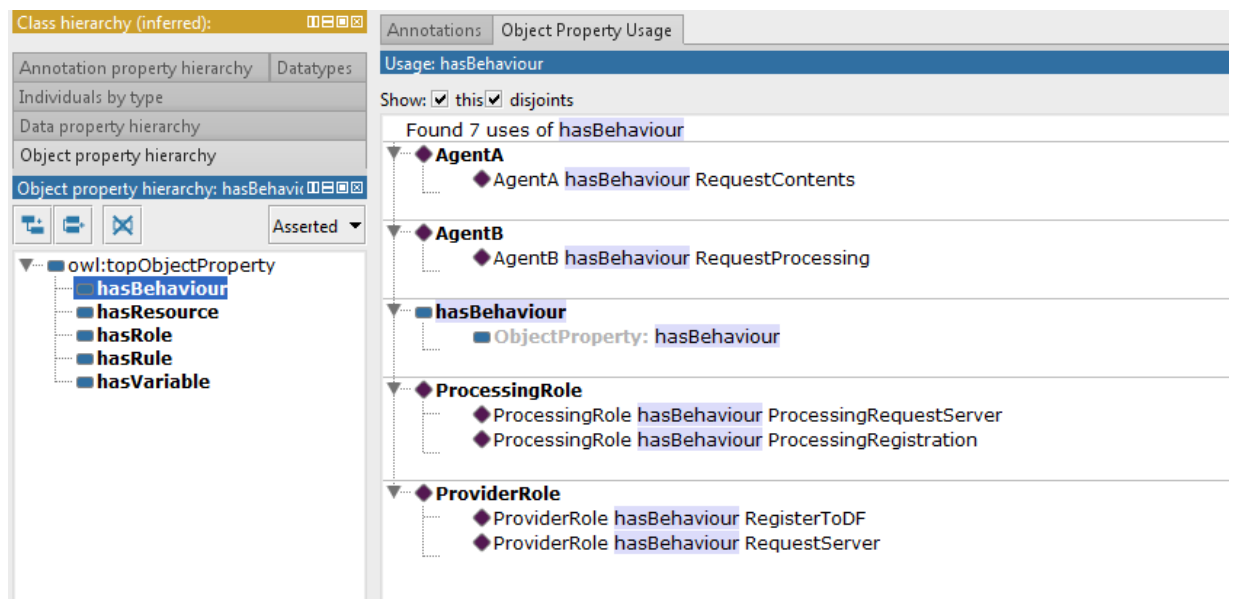 Class hierarchy (inferred):
Annotation property hierarchy
Datatypes
Individuals by type
Data property hierarchy
Object property hierarchy
Object property hierarchy: hasBehavi
Asserted
owl:topObjectProperty
hasBehaviour
hasResource
hasRole
hasRule
hasVariable
Annotations
Object Property Usage
Usage: hasBehaviour
Show: this disjoints
Found 7 uses of hasBehaviour
AgentA
AgentA hasBehaviour RequestContents
AgentB
AgentB hasBehaviour RequestProcessing
hasBehaviour
ObjectProperty: hasBehaviour
ProcessingRole
ProcessingRole hasBehaviour ProcessingRequestServer
ProcessingRole hasBehaviour ProcessingRegistration
ProviderRole
ProviderRole hasBehaviour RegisterToDF
ProviderRole hasBehaviour RequestServer